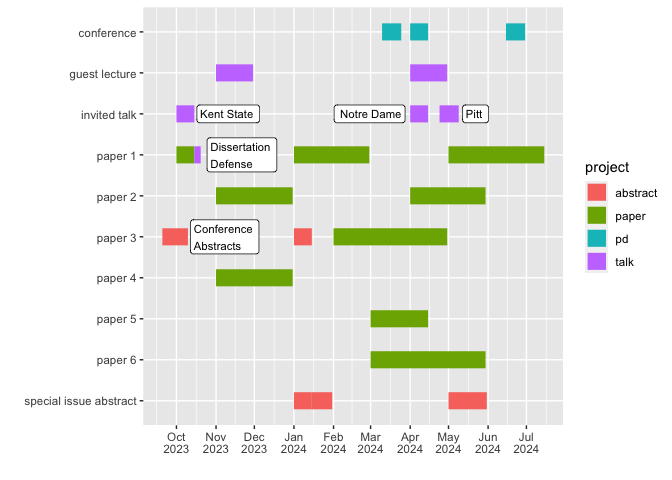 conference
guest lecture
invited talk
Kent State
Notre Dame
Pitt
paper 1
Dissertation
Defense
paper 2
paper 3
Conference
Abstracts
paper 4
paper 5
paper 6
special issue abstract
Oct
2023
Nov
2023
Dec
2023
Jan
2024
Feb
2024
Mar
2024
Apr
2024
May
2024
Jun
2024
Jul
2024
project
abstract
paper
pd
talk